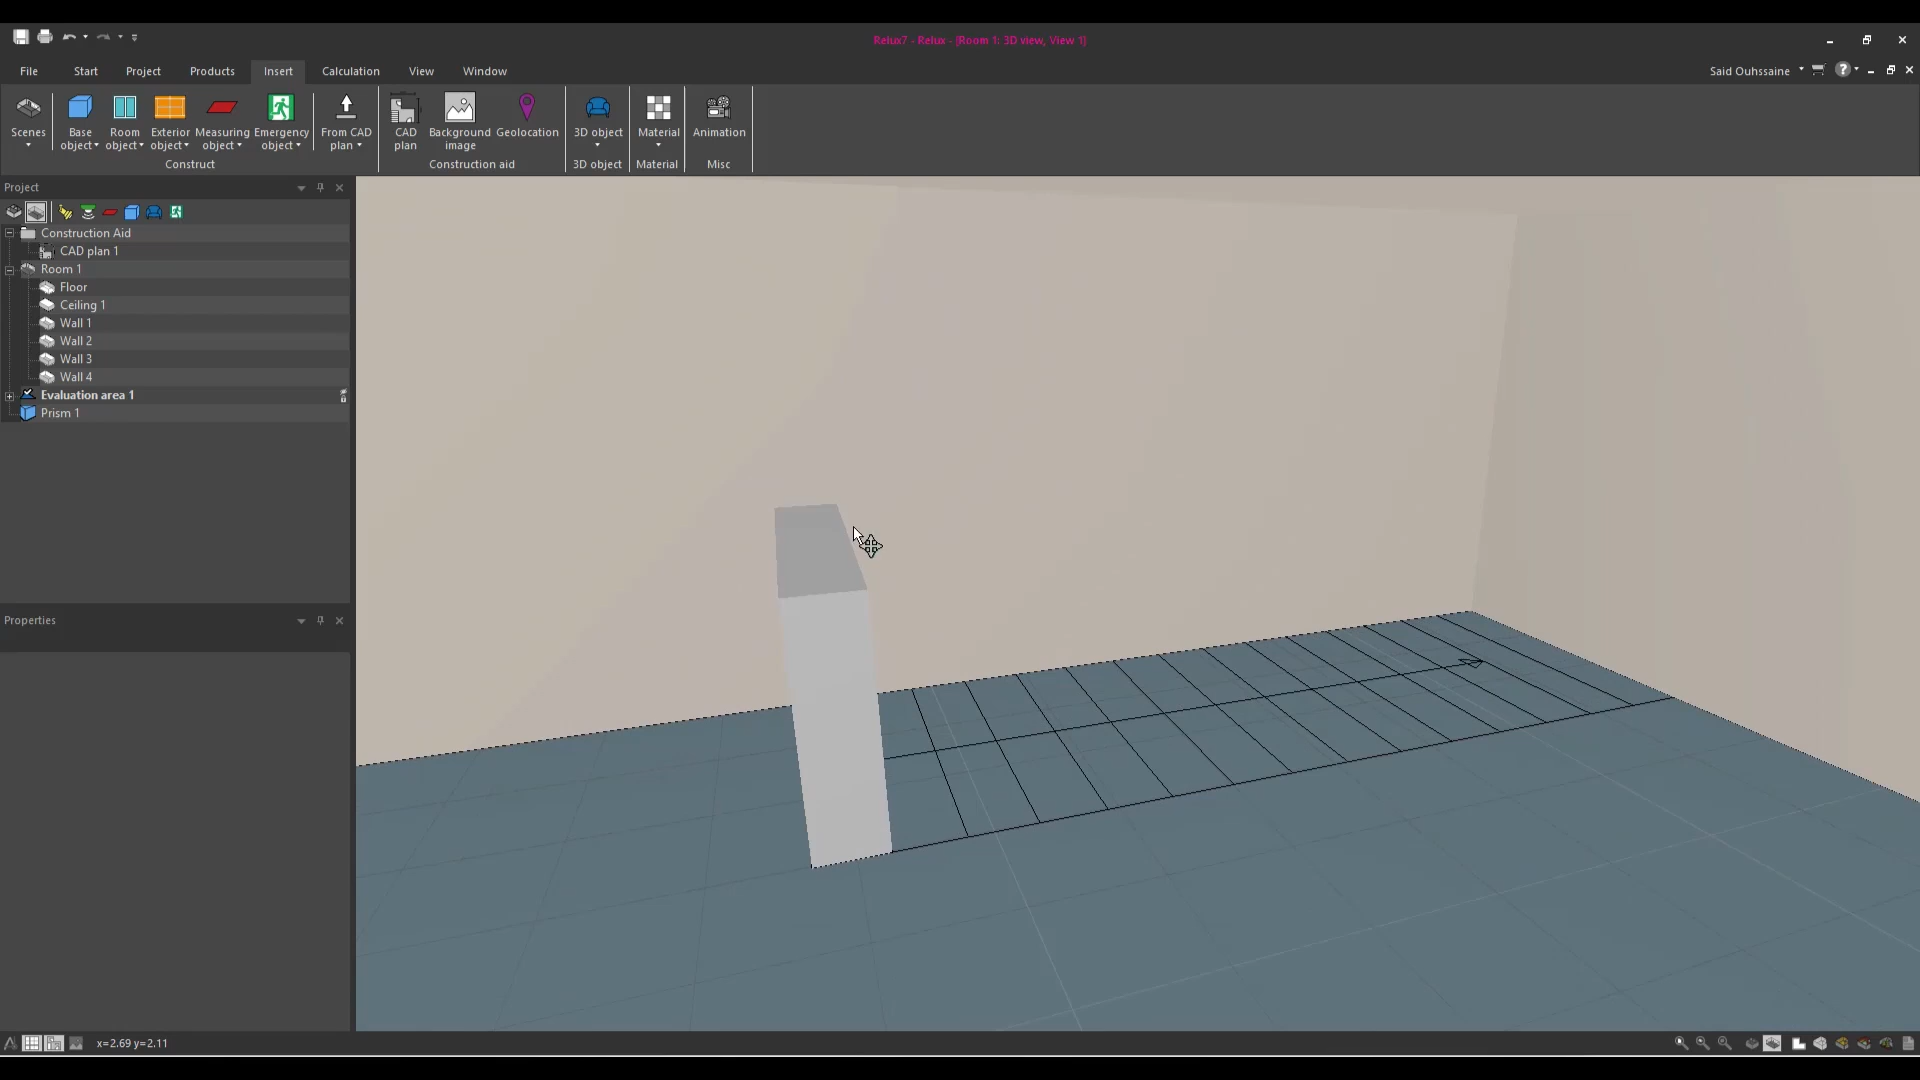 Relux7 - Relux - [Room 1: 3D view, View 1]
File Start Project Products Insert Calculation View Window Said Ouhssaine
Scenes Base object Room object Exterior object Measuring object Emergency object From CAD plan CAD plan Background image Geolocation 3D object Material Animation
Construct Construction aid 3D object Material Misc
Project
Construction Aid
CAD plan 1
Room 1
Floor
Ceiling 1
Wall 1
Wall 2
Wall 3
Wall 4
Evaluation area 1
Prism 1
Properties
x=2.69 y=2.11